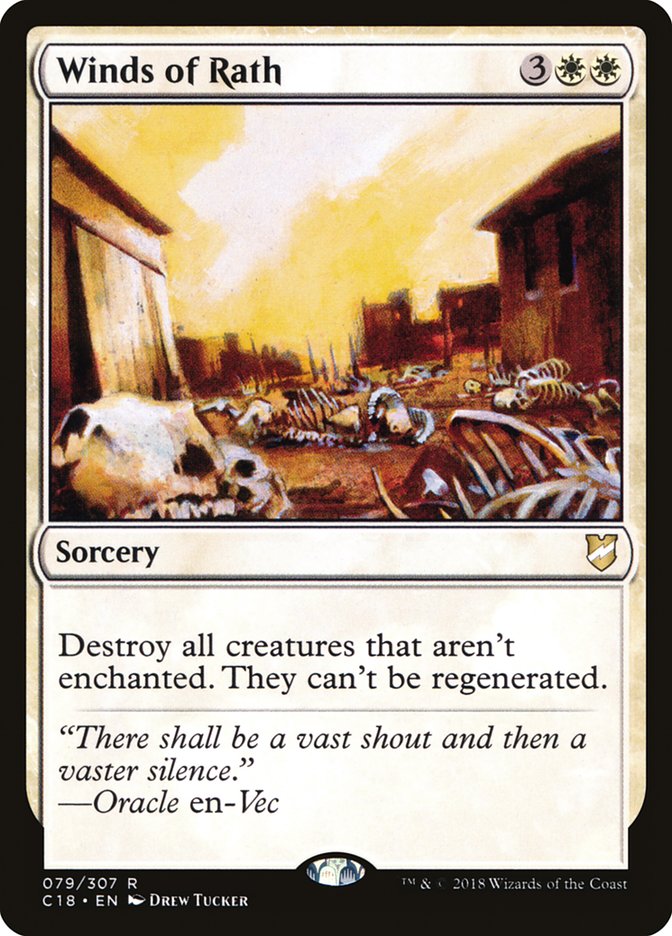 Winds of Rath 3
Sorcery
Destroy all creatures that aren't
enchanted. They can't be regenerated.
“There shall be a vast shout and then a
vaster silence.”
—Oracle en-Vec
079/307 R
C18 • EN Drew Tucker
™ & © 2018 Wizards of the Coast